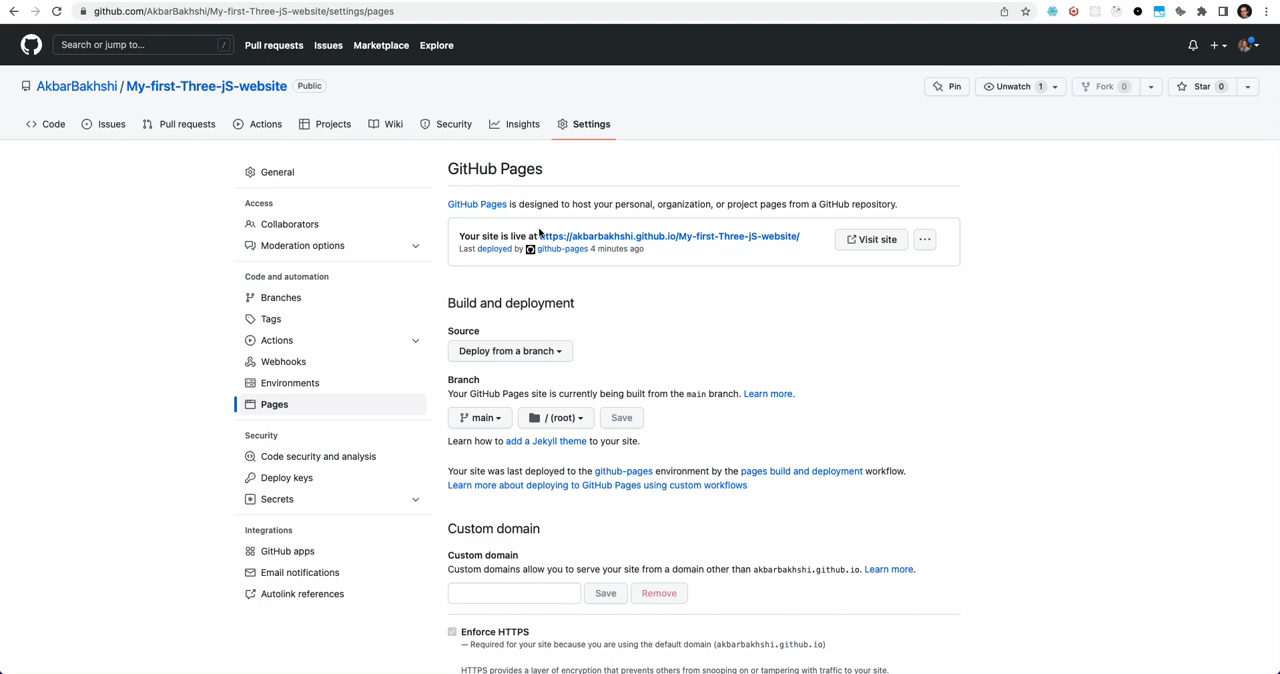 github.com/AkbarBakhshi/My-first-Three-jS-website/settings/pages
Search or jump to... /
Pull requests Issues Marketplace Explore
AkbarBakhshi / My-first-Three-jS-website Public
Pin Unwatch 1 Fork 0 Star 0
Code Issues Pull requests Actions Projects Wiki Security Insights Settings
General
Access
Collaborators
Moderation options
Code and automation
Branches
Tags
Actions
Webhooks
Environments
Pages
Security
Code security and analysis
Deploy keys
Secrets
Integrations
GitHub apps
Email notifications
Autolink references
GitHub Pages
GitHub Pages is designed to host your personal, organization, or project pages from a GitHub repository.
Your site is live at https://akbarbakhshi.github.io/My-first-Three-jS-website/
Last deployed by github-pages 4 minutes ago
Visit site
Build and deployment
Source
Deploy from a branch
Branch
Your GitHub Pages site is currently being built from the main branch. Learn more.
main / (root) Save
Learn how to add a Jekyll theme to your site.
Your site was last deployed to the github-pages environment by the pages build and deployment workflow.
Learn more about deploying to GitHub Pages using custom workflows
Custom domain
Custom domain
Custom domains allow you to serve your site from a domain other than akbarbakhshi.github.io. Learn more.
Save Remove
Enforce HTTPS
— Required for your site because you are using the default domain (akbarbakhshi.github.io)
HTTPS provides a layer of encryption that prevents others from snooping on or tampering with traffic to your site.